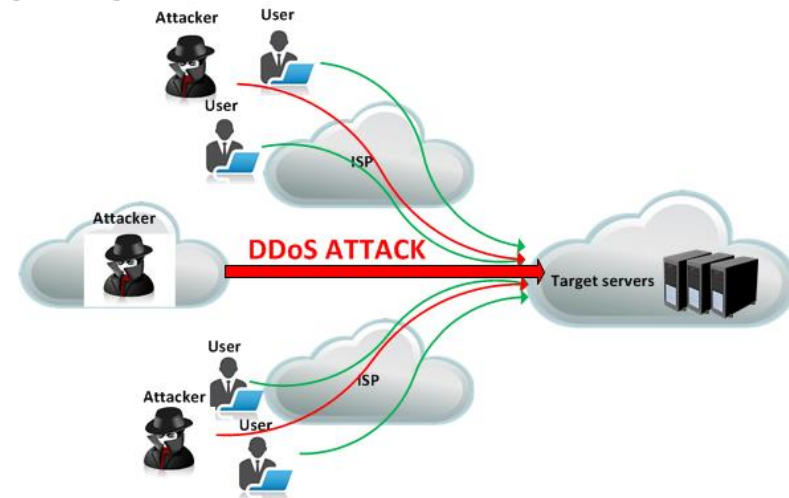 Attacker
User
User
ISP
Attacker
DDoS ATTACK
Target servers
User
ISP
Attacker
User